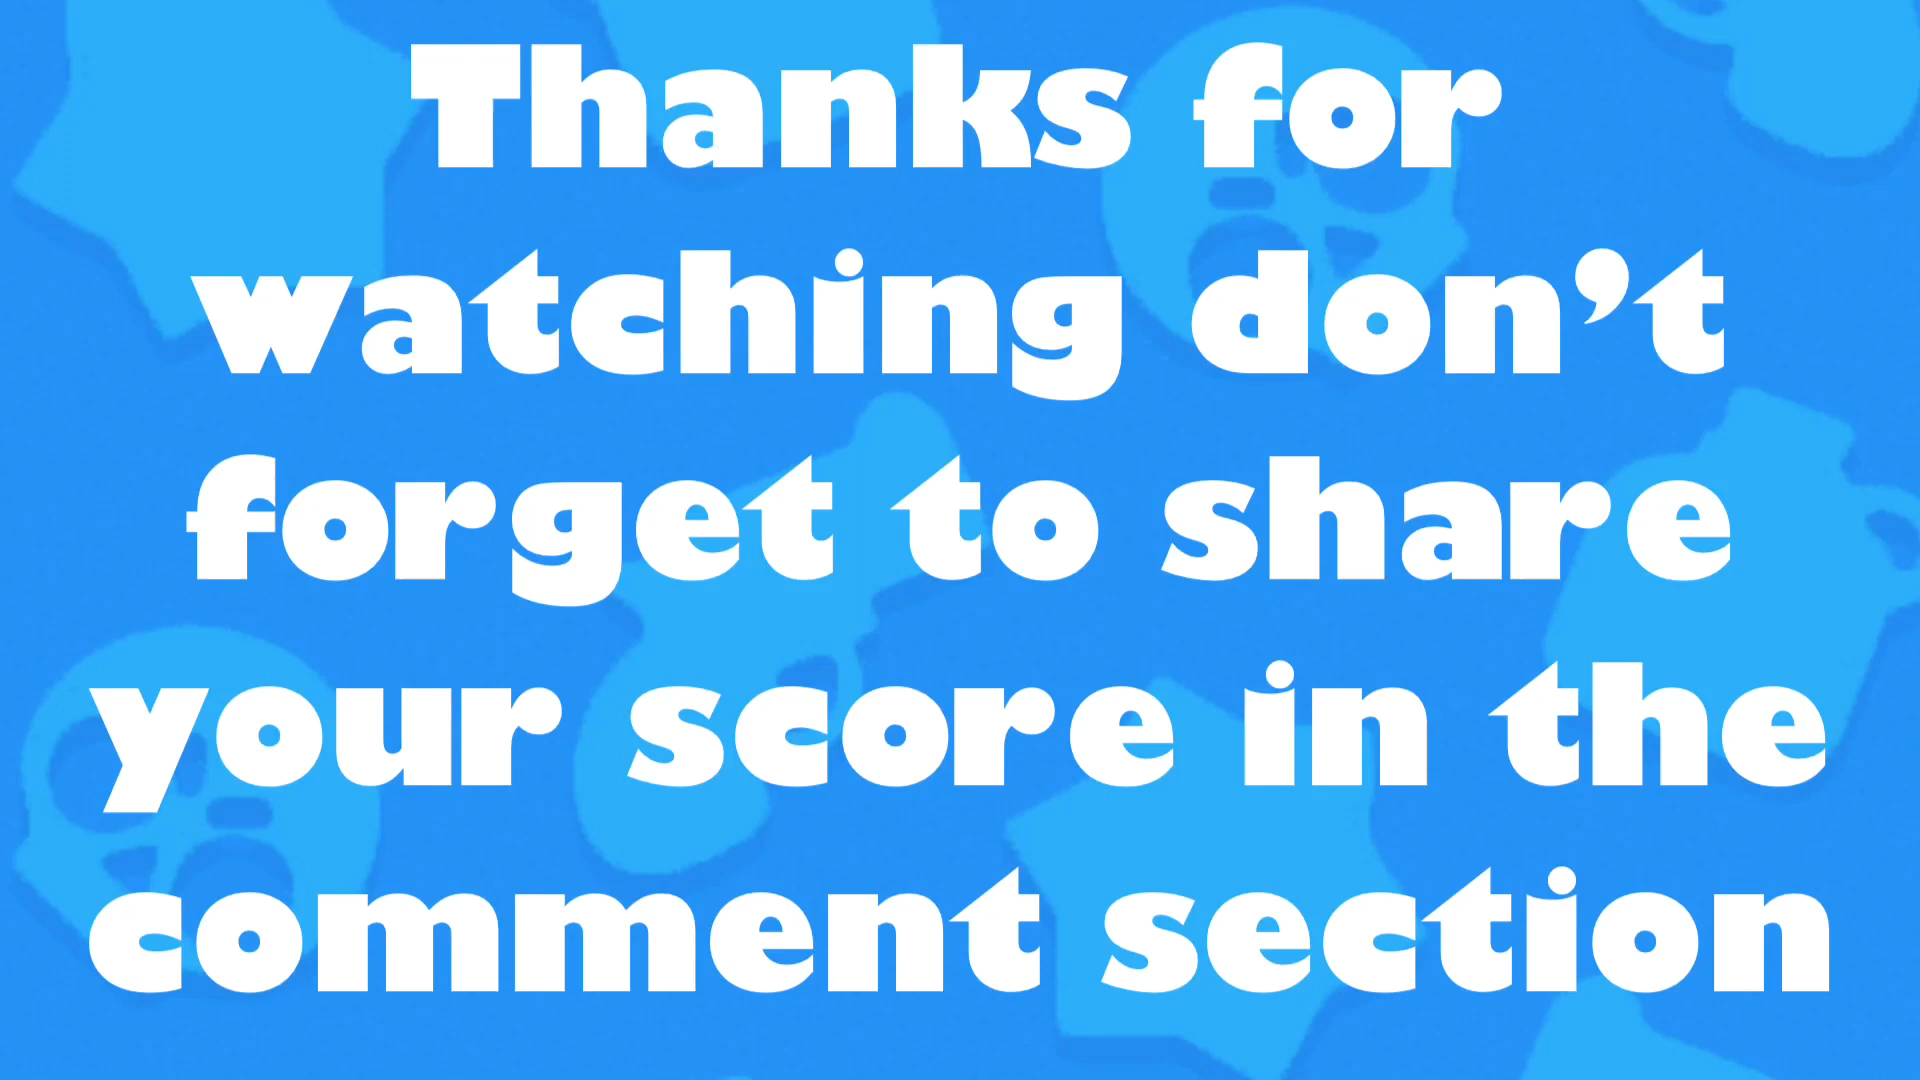 Thanks for
watching don’t
forget to share
your score in the
comment section